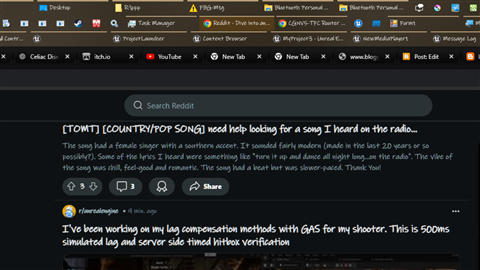 Desktop Ripps FBG-Mtg Bluetooth Personal ... Bluetooth Personal ...
Task Manager Reddit - Dive into an... CGNV5-TPC Router ... Form1
d Contr... ProjectLauncher Content Browser MyProject3 - Unreal E... NewMediaPlayer1 Message Log
Celiac Dis itch.io YouTube New Tab New Tab www.blog Post: Edit
Search Reddit
[TOMT] [COUNTRY/POP SONG] need help looking for a song I heard on the radio...
The song had a female singer with a southern accent. It sounded fairly modern (made in the last 20 years or so
possibly?). Some of the lyrics I heard were something like "turn it up and dance all night long...on the radio". The vibe of
the song was chill, feel-good and romantic. The song had a beat but was slower-paced. Thank You!
3 3 Share
r/unrealengine • 9 min. ago
I've been working on my lag compensation methods with GAS for my shooter. This is 500ms
simulated lag and server side timed hitbox verification